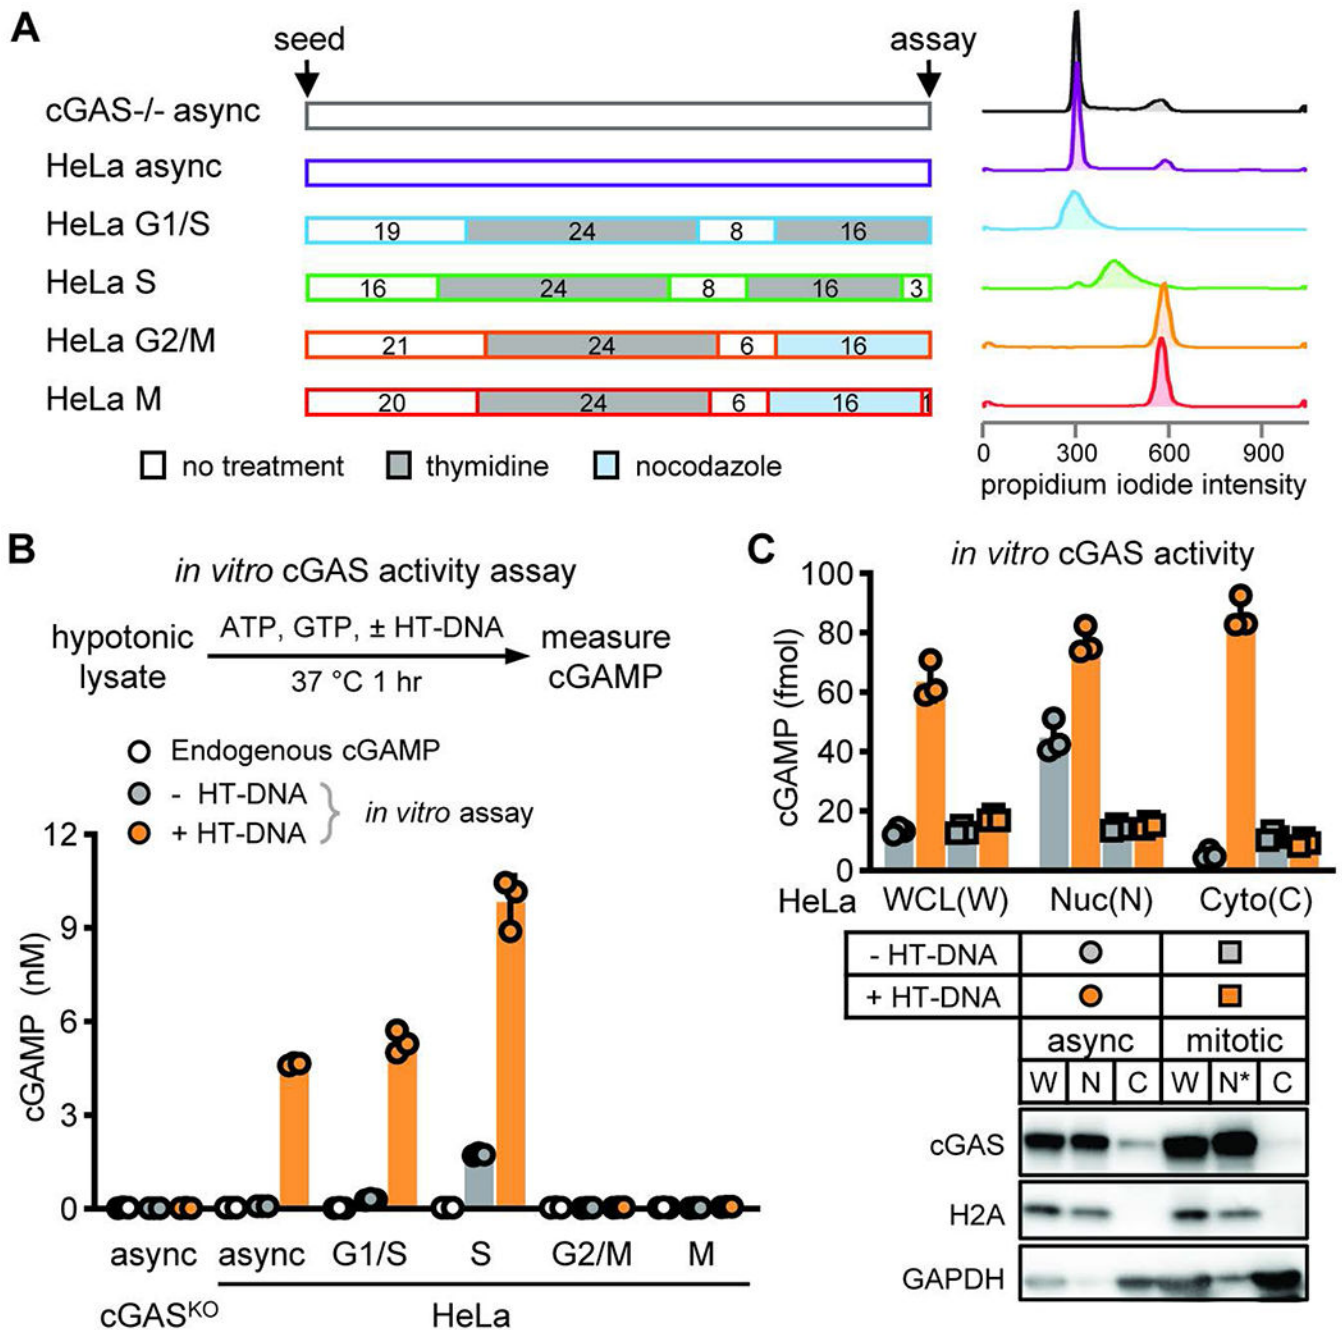 A
seed
assay
cGAS-/- async
HeLa async
HeLa G1/S
19 24 8 16
HeLa S
16 24 8 16 3
HeLa G2/M
21 24 6 16
HeLa M
20 24 6 16 1
no treatment thymidine nocodazole
0 300 600 900
propidium iodide intensity
B
in vitro cGAS activity assay
hypotonic lysate
ATP, GTP, ± HT-DNA
37 °C 1 hr
measure cGAMP
Endogenous cGAMP
- HT-DNA
+ HT-DNA
in vitro assay
cGAMP (nM)
12
9
6
3
0
async async G1/S S G2/M M
cGASKO HeLa
C
in vitro cGAS activity
cGAMP (fmol)
100
80
60
40
20
0
HeLa WCL(W) Nuc(N) Cyto(C)
- HT-DNA
+ HT-DNA
async mitotic
W N C W N* C
cGAS
H2A
GAPDH